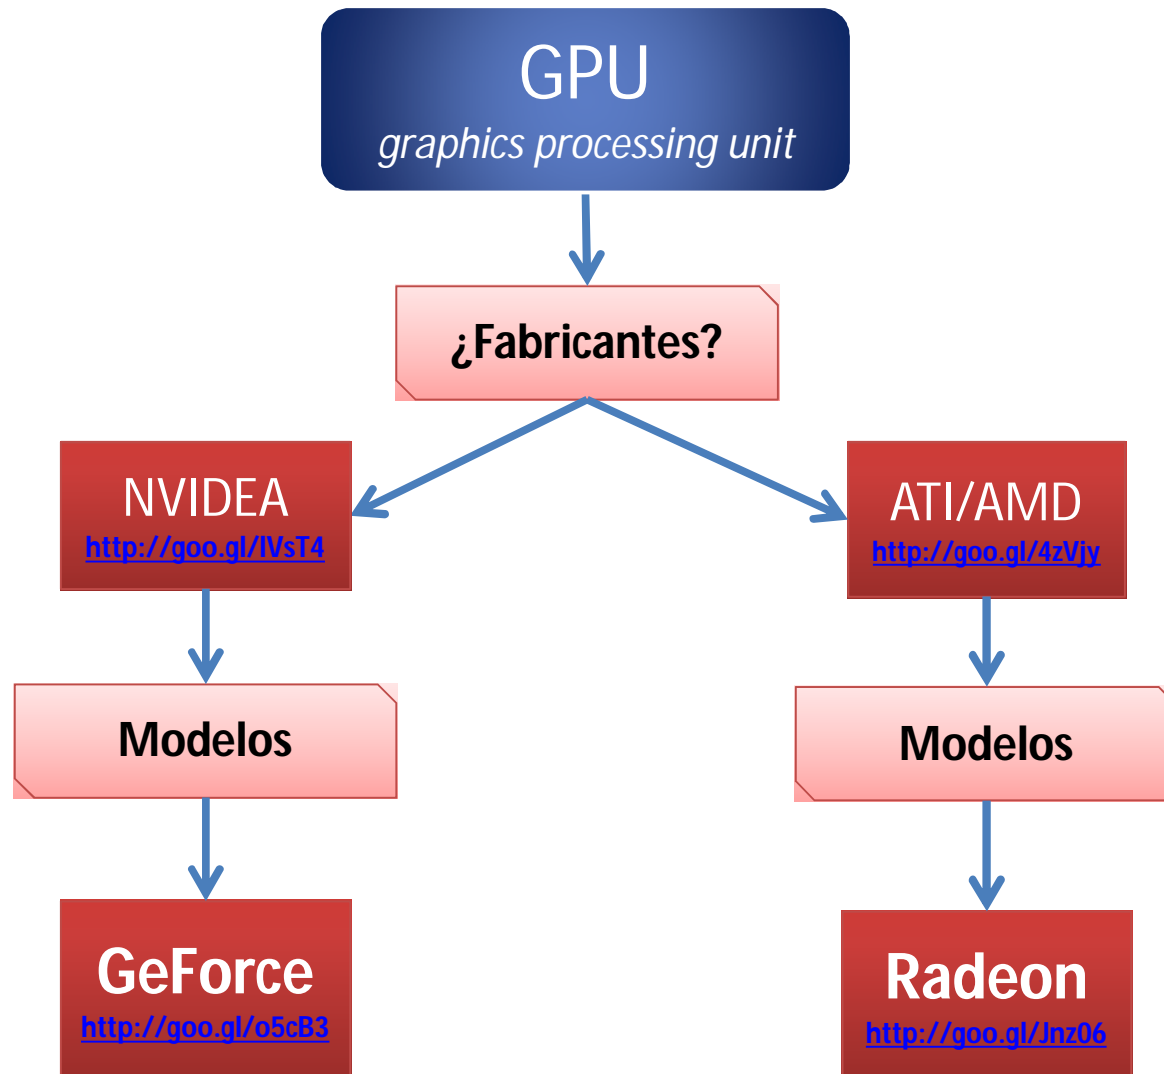 GPU
graphics processing unit
¿Fabricantes?
NVIDEA
http://goo.gl/lVsT4
ATI/AMD
http://goo.gl/4zVjy
Modelos
Modelos
GeForce
http://goo.gl/o5cB3
Radeon
http://goo.gl/Jnz06